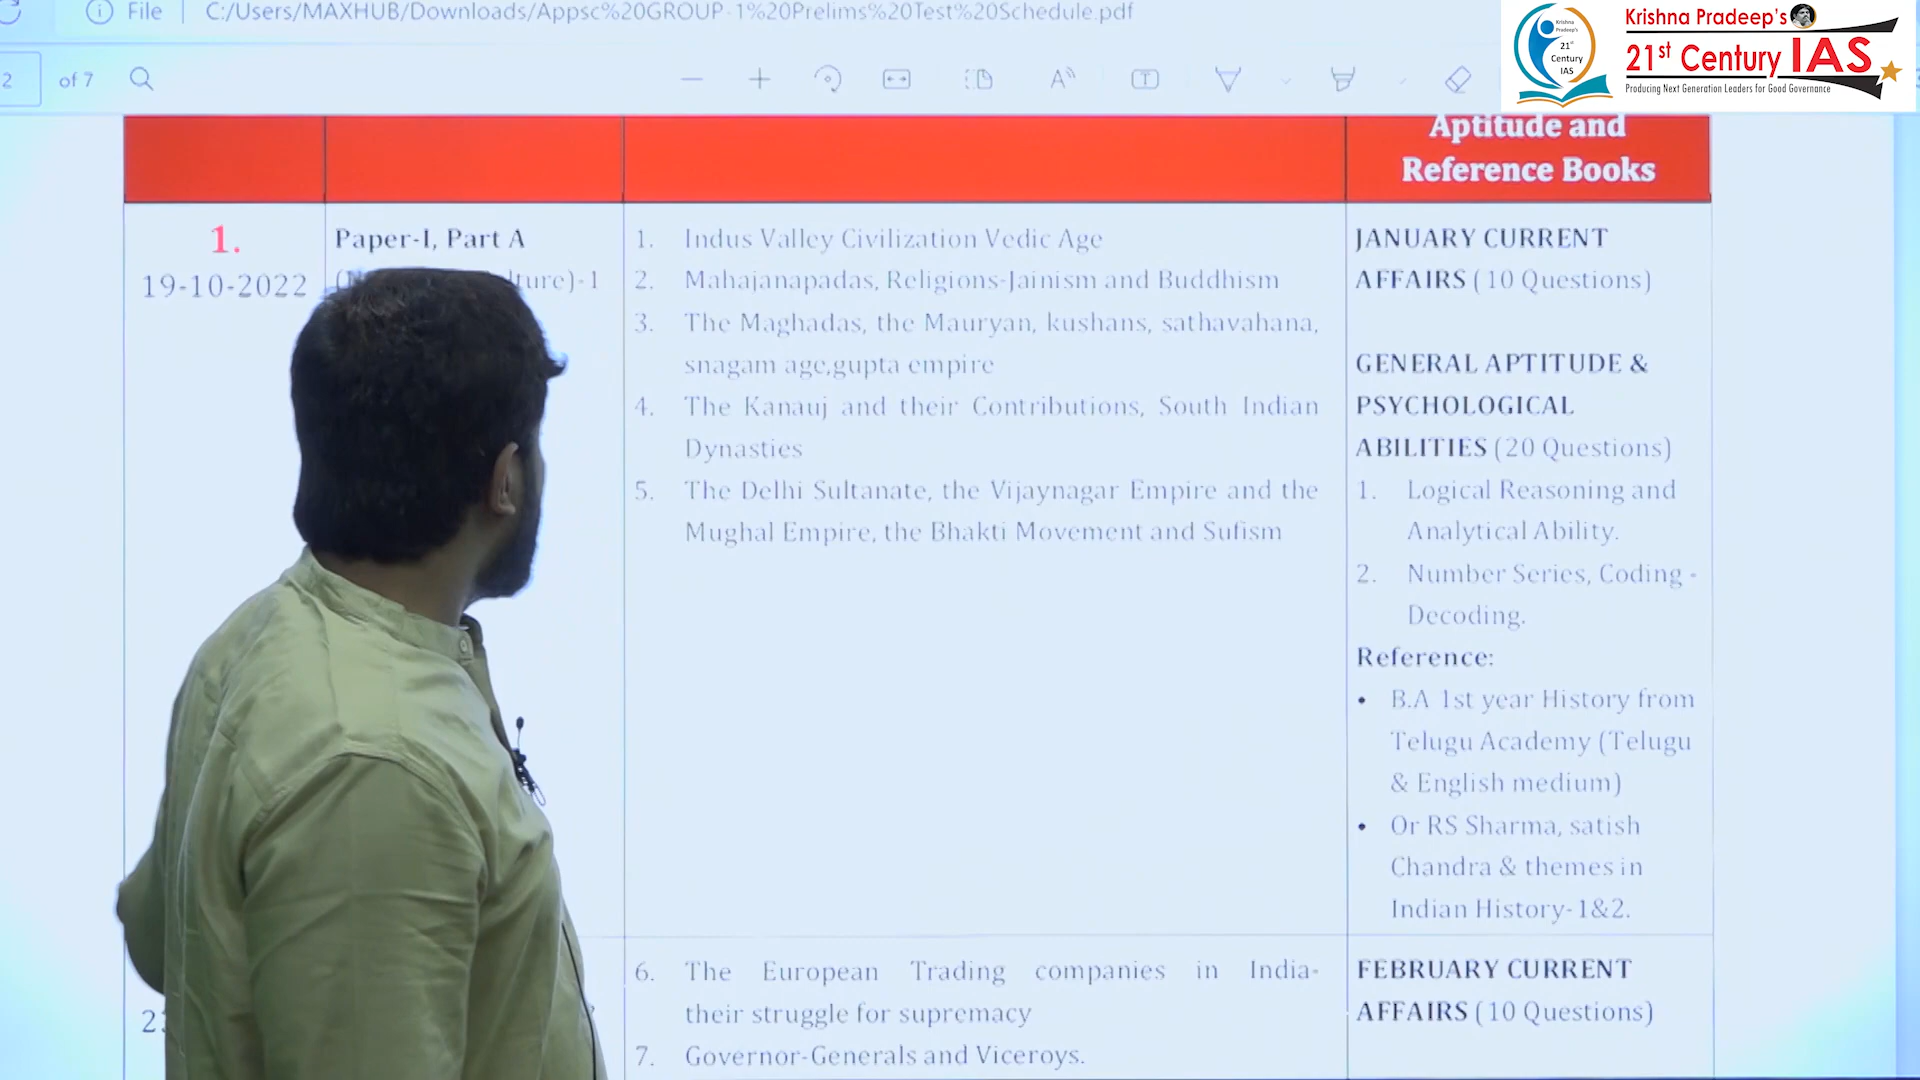 File
C:/Users/MAXHUB/Downloads/Appsc%20GROUP-1%20Prelims%20Test%20Schedule.pdf
2 of 7
Krishna Pradeep's
21st Century IAS
Krishna Pradeep's
21st Century IAS
Producing Next Generation Leaders for Good Governance
Aptitude and
Reference Books
1.
19-10-2022
Paper-I, Part A
ture)-1
1. Indus Valley Civilization Vedic Age
2. Mahajanapadas, Religions-Jainism and Buddhism
3. The Maghadas, the Mauryan, kushans, sathavahana,
snagam age,gupta empire
4. The Kanauj and their Contributions, South Indian
Dynasties
5. The Delhi Sultanate, the Vijaynagar Empire and the
Mughal Empire, the Bhakti Movement and Sufism
JANUARY CURRENT
AFFAIRS (10 Questions)
GENERAL APTITUDE &
PSYCHOLOGICAL
ABILITIES (20 Questions)
1. Logical Reasoning and
Analytical Ability.
2. Number Series, Coding -
Decoding.
Reference:
• B.A 1st year History from
Telugu Academy (Telugu
& English medium)
• Or RS Sharma, satish
Chandra & themes in
Indian History-1&2.
6. The European Trading companies in India-
their struggle for supremacy
7. Governor-Generals and Viceroys.
FEBRUARY CURRENT
AFFAIRS (10 Questions)